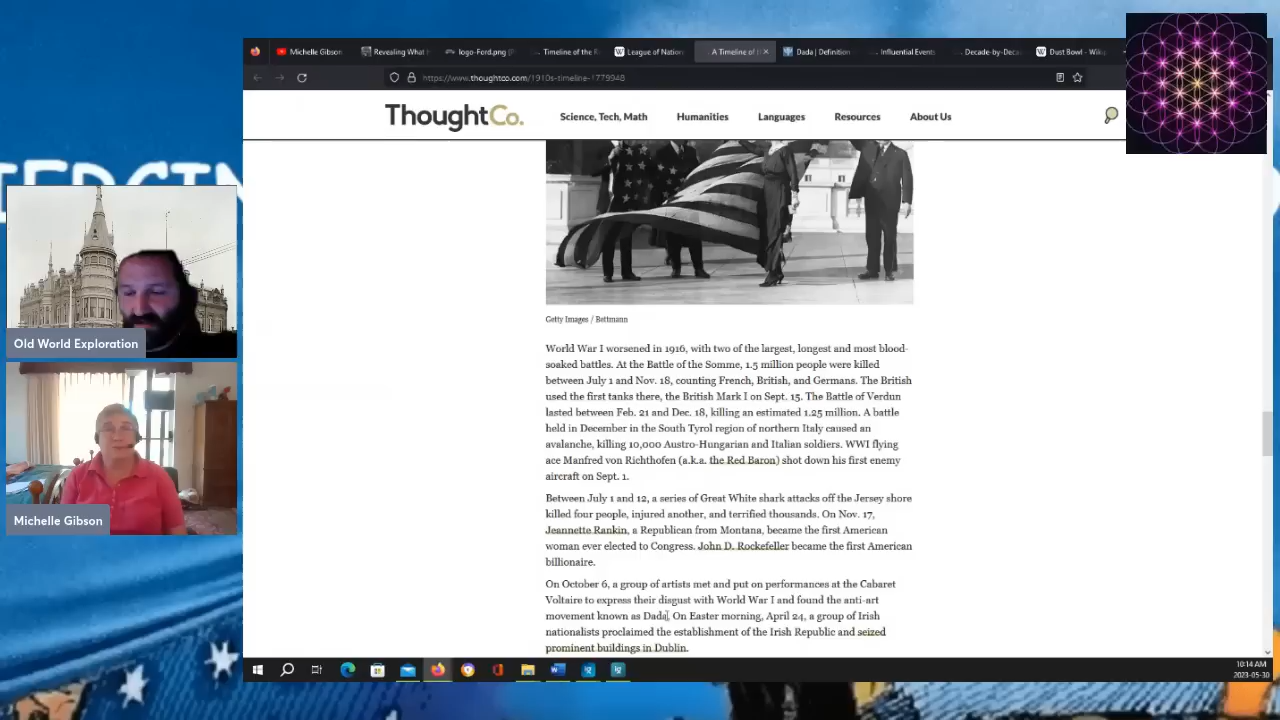 Michelle Gibson
Revealing What
logo-Ford.png
Timeline of the
League of Nation
A Timeline of
Dada | Definition
Influential Events
Decade-by-Deca
Dust Bowl - Wiki
https://www.thoughtco.com/1910s-timeline-1779948
ThoughtCo.
Science, Tech, Math
Humanities
Languages
Resources
About Us
Getty Images / Bettmann
World War I worsened in 1916, with two of the largest, longest and most blood-
soaked battles. At the Battle of the Somme, 1.5 million people were killed
between July 1 and Nov. 18, counting French, British, and Germans. The British
used the first tanks there, the British Mark I on Sept. 15. The Battle of Verdun
lasted between Feb. 21 and Dec. 18, killing an estimated 1.25 million. A battle
held in December in the South Tyrol region of northern Italy caused an
avalanche, killing 10,000 Austro-Hungarian and Italian soldiers. WWI flying
ace Manfred von Richthofen (a.k.a. the Red Baron) shot down his first enemy
aircraft on Sept. 1.
Between July 1 and 12, a series of Great White shark attacks off the Jersey shore
killed four people, injured another, and terrified thousands. On Nov. 17,
Jeannette Rankin, a Republican from Montana, became the first American
woman ever elected to Congress. John D. Rockefeller became the first American
billionaire.
On October 6, a group of artists met and put on performances at the Cabaret
Voltaire to express their disgust with World War I and found the anti-art
movement known as Dada. On Easter morning, April 24, a group of Irish
nationalists proclaimed the establishment of the Irish Republic and seized
prominent buildings in Dublin.
Old World Exploration
Michelle Gibson
10:14 AM
2023-05-30